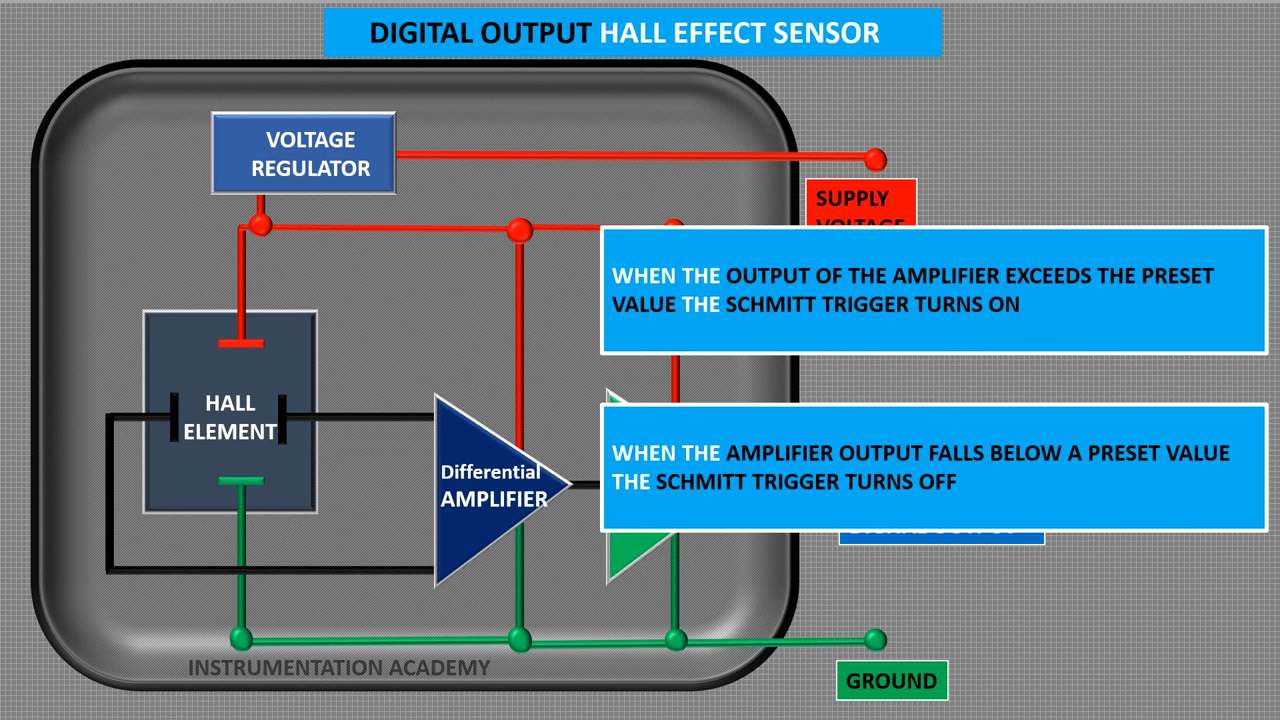 DIGITAL OUTPUT HALL EFFECT SENSOR
VOLTAGE
REGULATOR
SUPPLY
VOLTAGE
WHEN THE OUTPUT OF THE AMPLIFIER EXCEEDS THE PRESET
VALUE THE SCHMITT TRIGGER TURNS ON
HALL
ELEMENT
Differential
AMPLIFIER
WHEN THE AMPLIFIER OUTPUT FALLS BELOW A PRESET VALUE
THE SCHMITT TRIGGER TURNS OFF
INSTRUMENTATION ACADEMY
GROUND